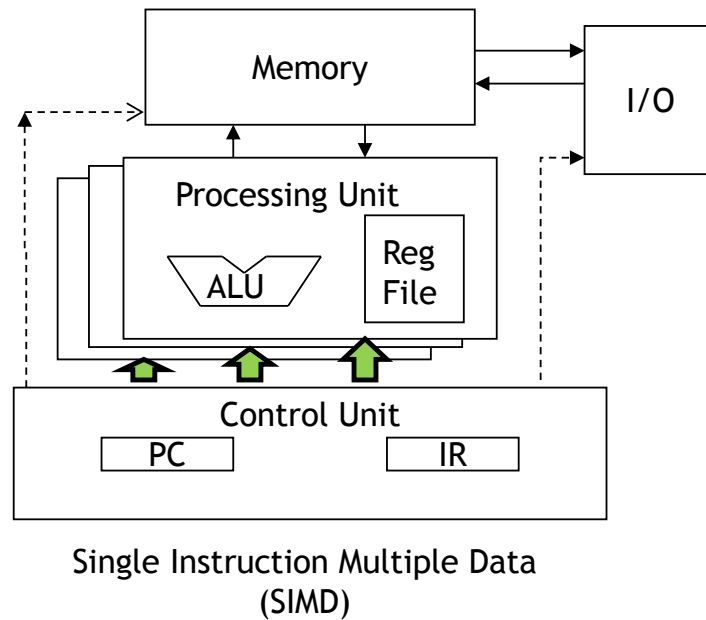 Memory
I/O
Processing Unit
ALU
Reg
File
Control Unit
PC
IR
Single Instruction Multiple Data
(SIMD)